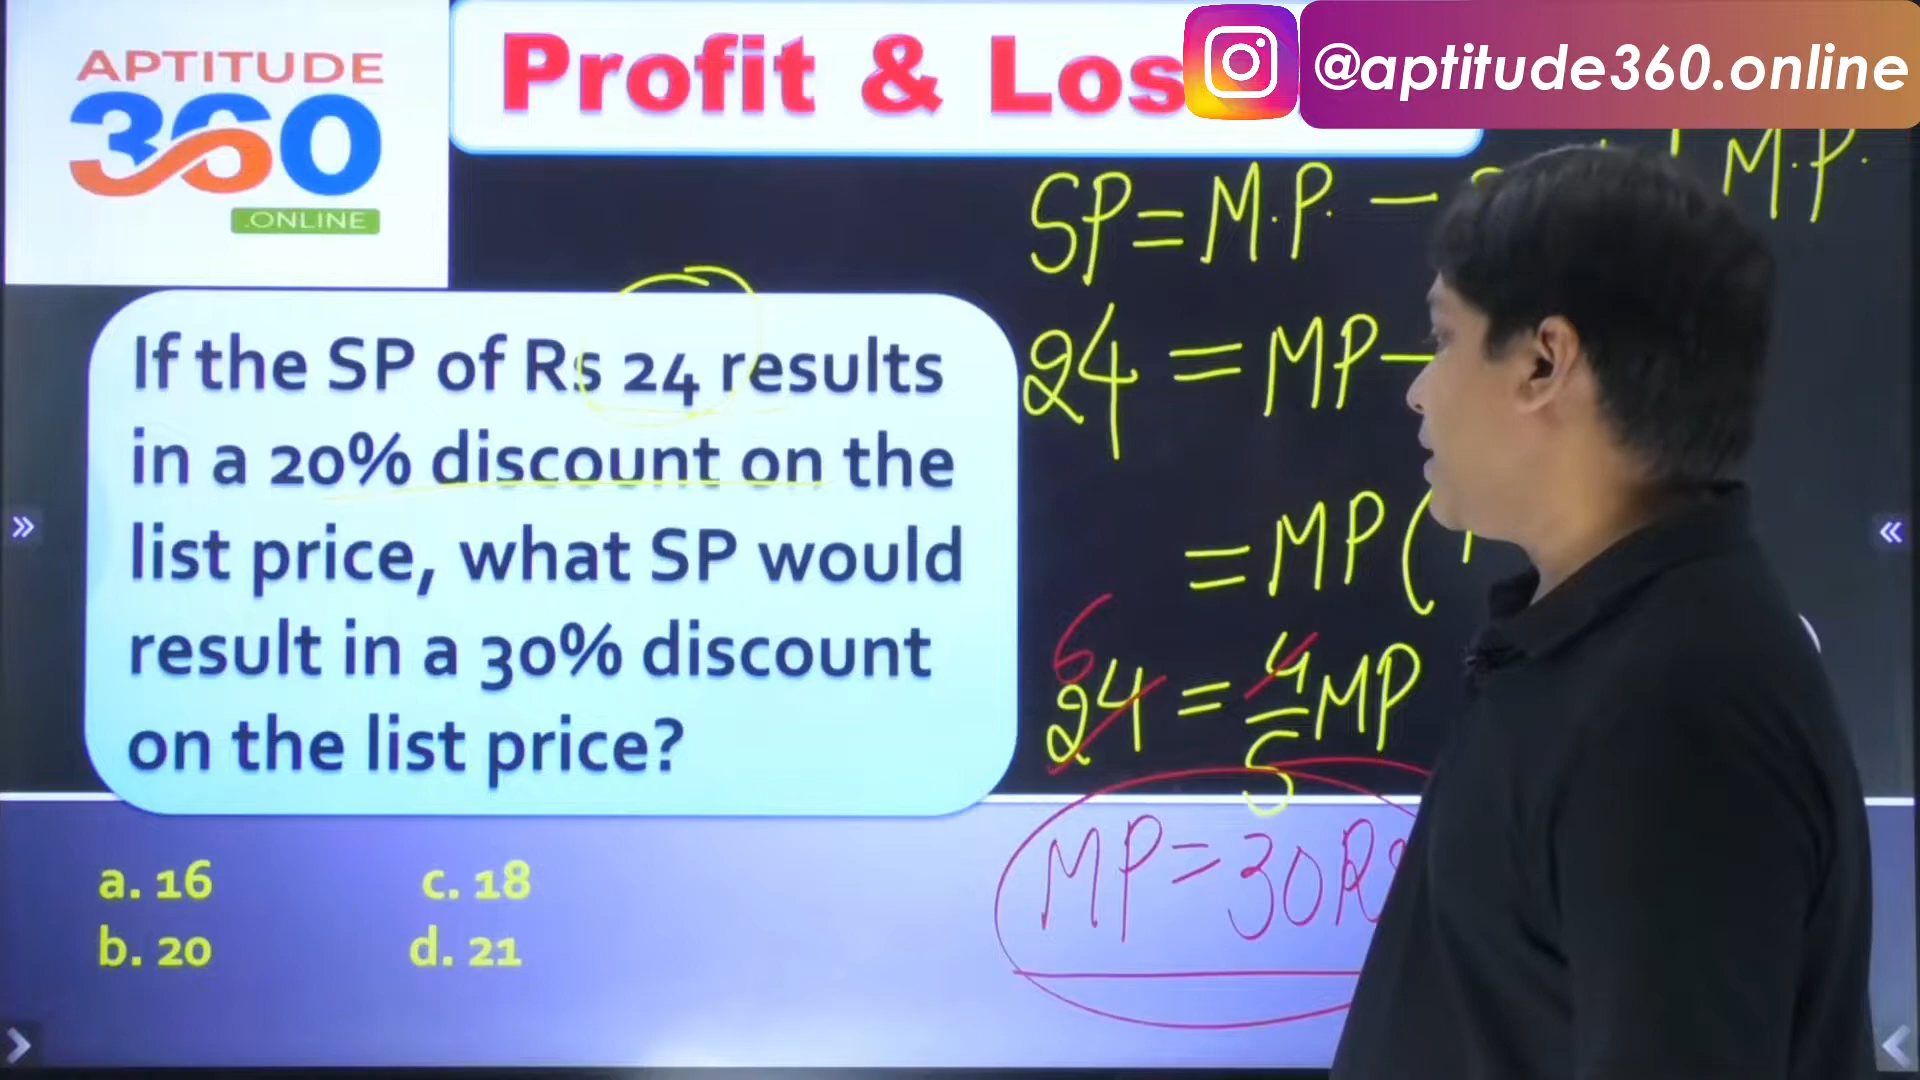 APTITUDE
360
.ONLINE
Profit & Los
@aptitude360.online
If the SP of Rs 24 results
in a 20% discount on the
list price, what SP would
result in a 30% discount
on the list price?
a. 16
c. 18
b. 20
d. 21
SP = M.P. —
M.P.
24 = MP —
= MP (
6
24 = 4/5 MP
MP = 30